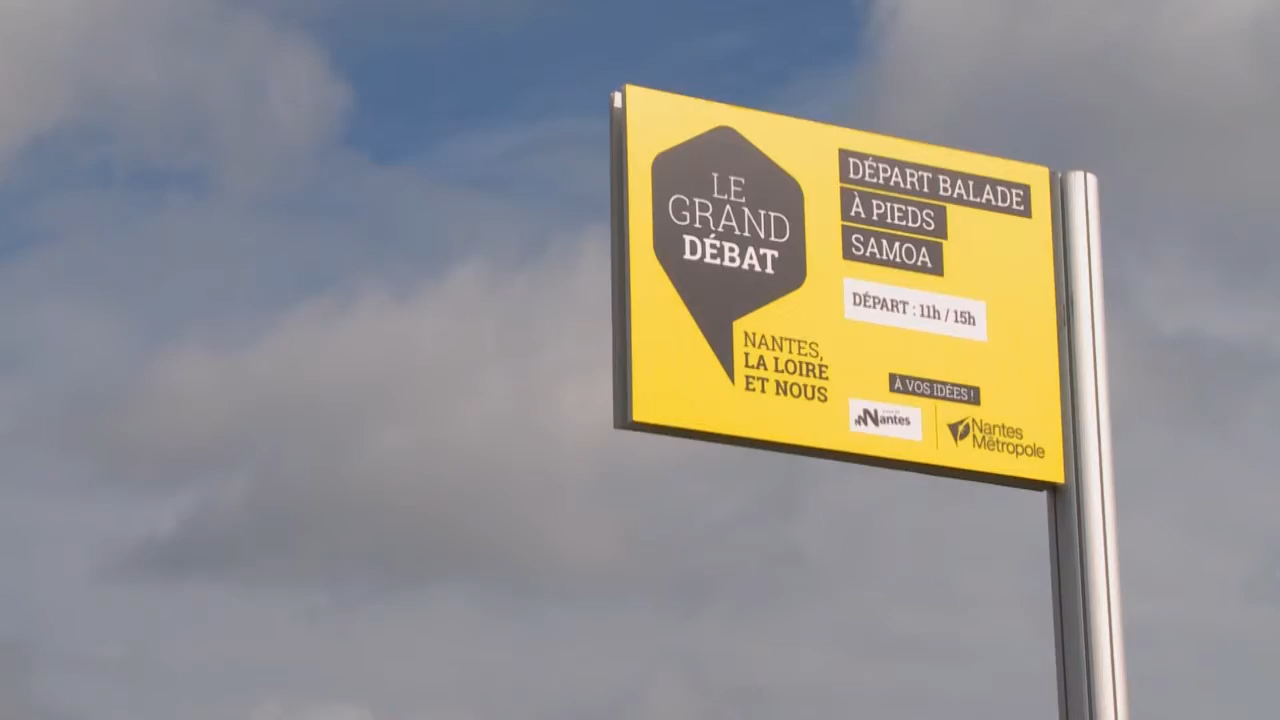 LE
GRAND
DÉBAT
NANTES,
LA LOIRE
ET NOUS
DÉPART BALADE
À PIEDS
SAMOA
DÉPART : 11h / 15h
À VOS IDÉES !
Nantes
Nantes
Métropole